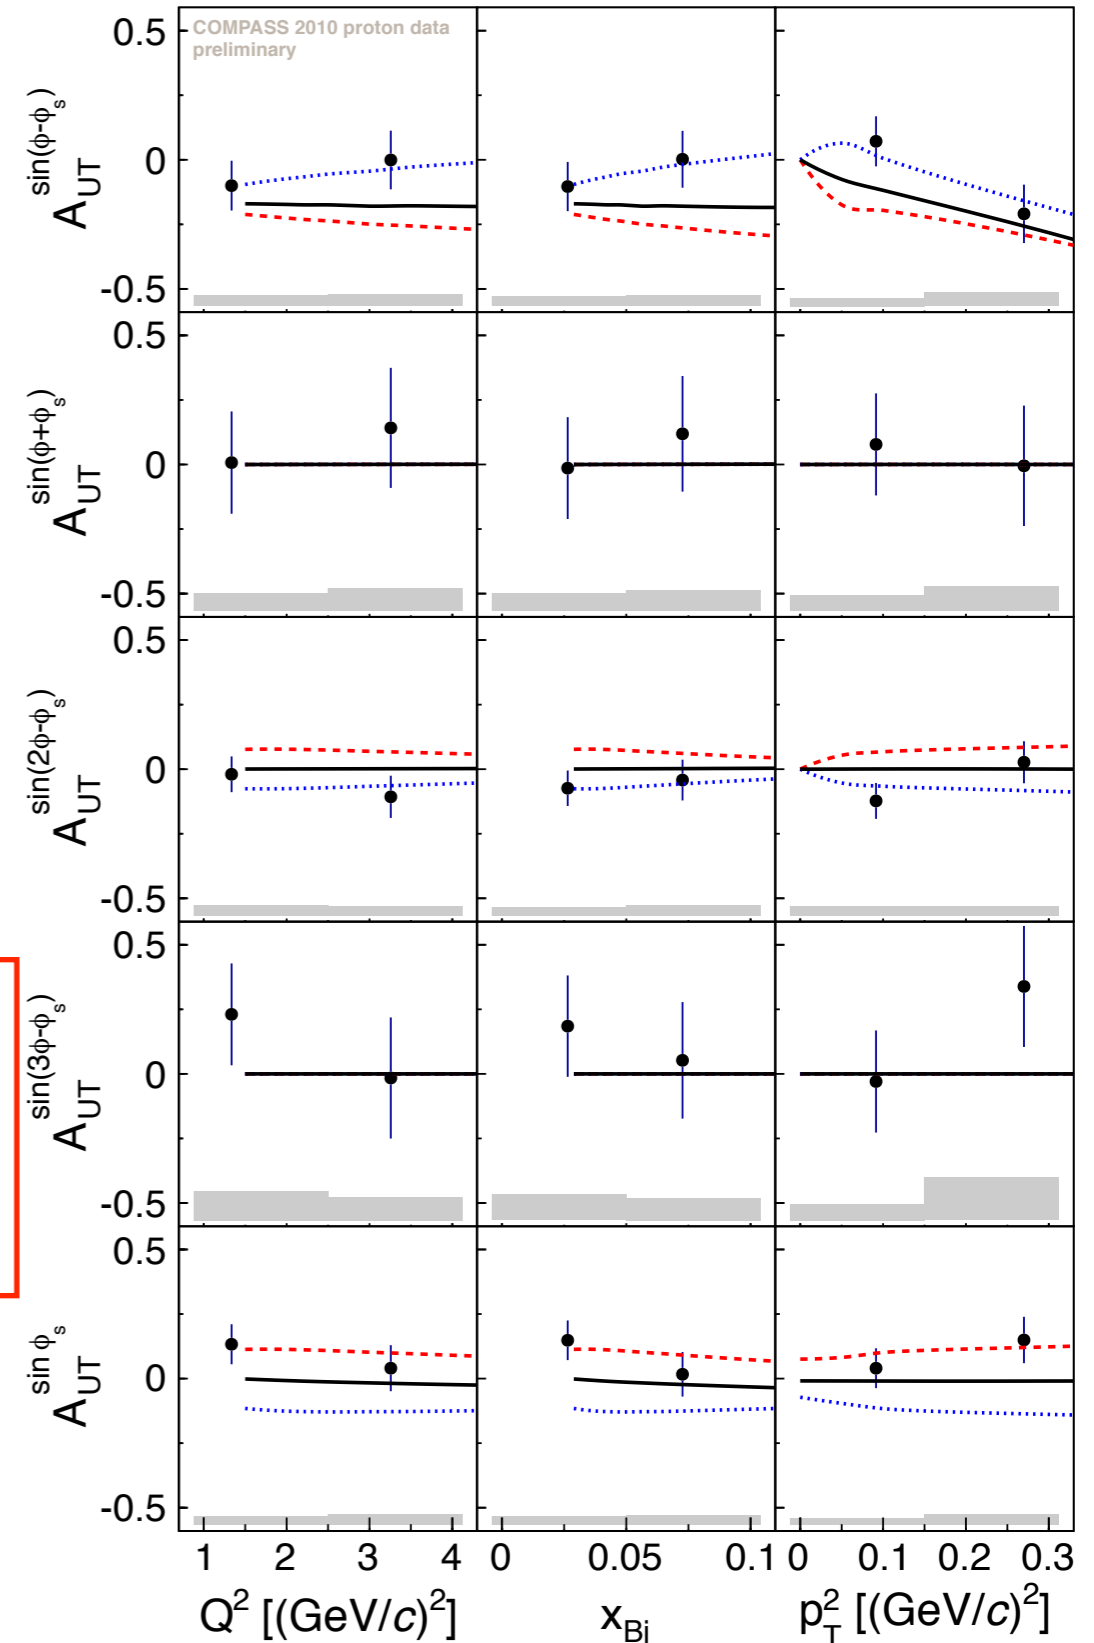 COMPASS 2010 proton data
preliminary
A_UT^sin(ϕ-ϕ_s)
0.5
0
-0.5
A_UT^sin(ϕ+ϕ_s)
0.5
0
-0.5
A_UT^sin(2ϕ-ϕ_s)
0.5
0
-0.5
A_UT^sin(3ϕ-ϕ_s)
0.5
0
-0.5
A_UT^sin ϕ_s
0.5
0
-0.5
1 2 3 4 0 0.05 0.1 0 0.1 0.2 0.3
Q² [(GeV/c)²] x_Bj p_T² [(GeV/c)²]